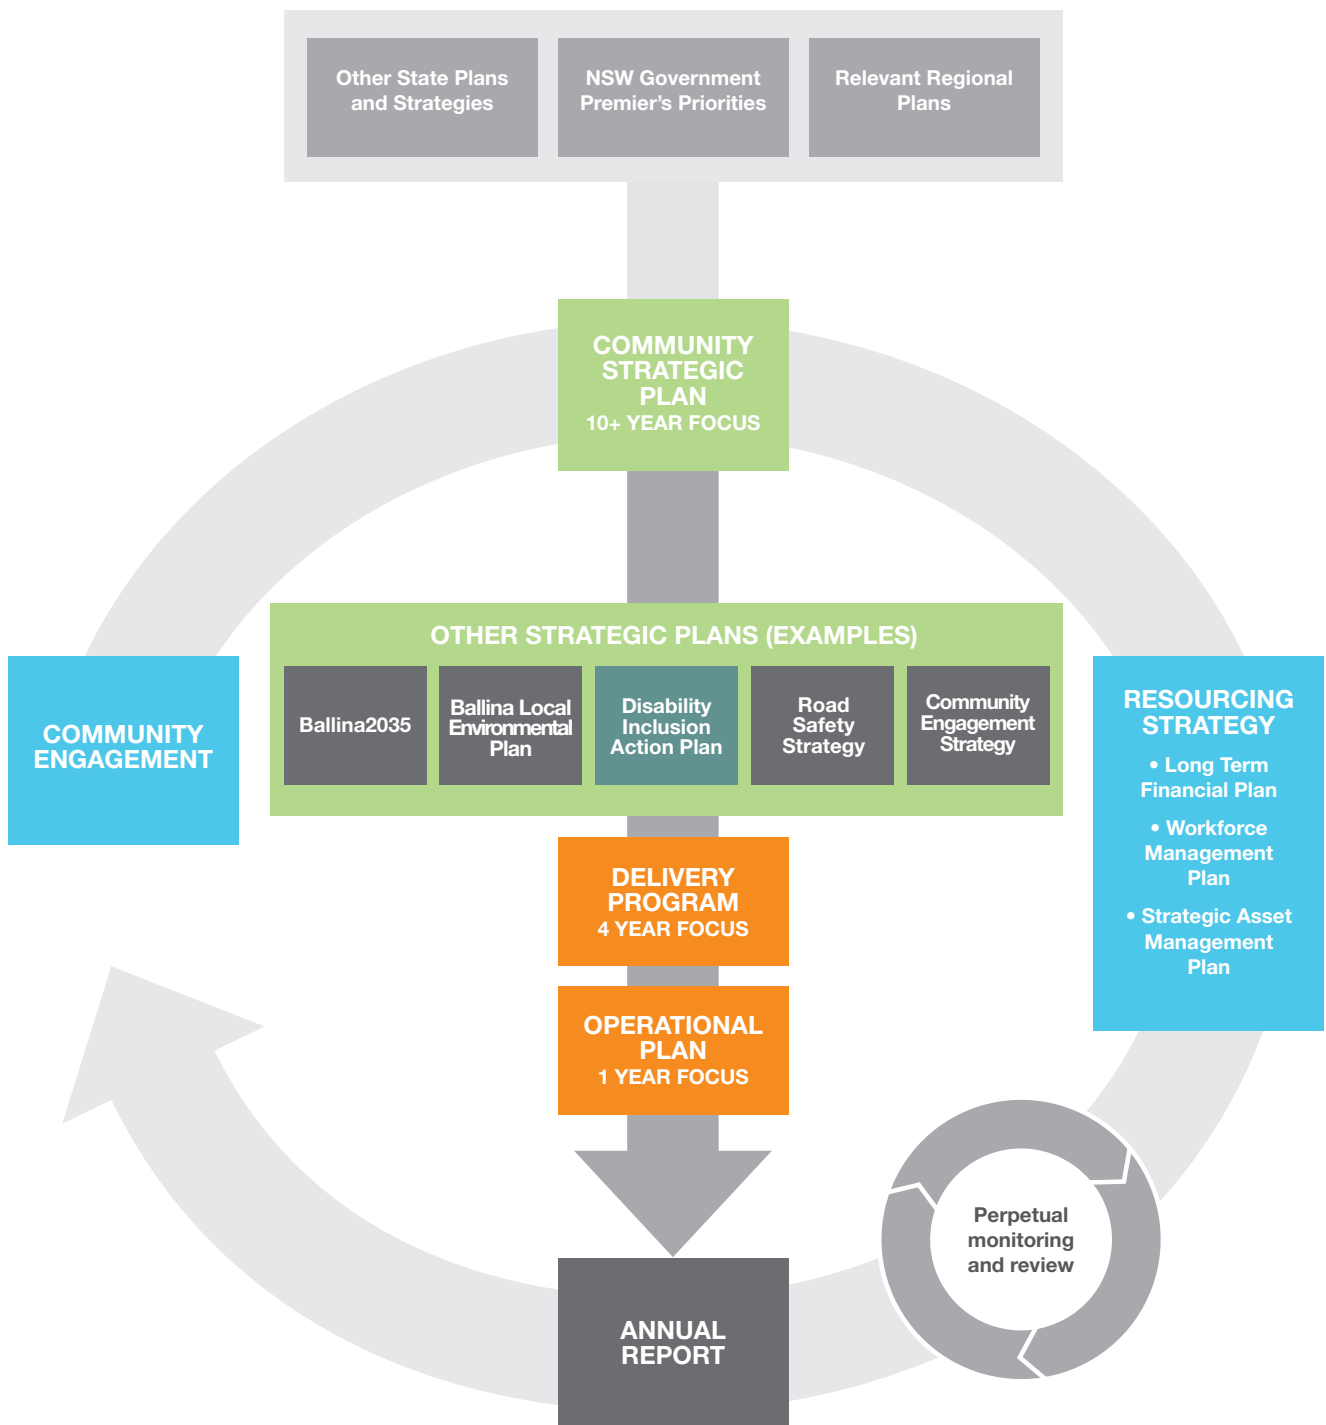 Other State Plans
and Strategies
NSW Government
Premier's Priorities
Relevant Regional
Plans
COMMUNITY
STRATEGIC
PLAN
10+ YEAR FOCUS
OTHER STRATEGIC PLANS (EXAMPLES)
Ballina2035
Ballina Local
Environmental
Plan
Disability
Inclusion
Action Plan
Road
Safety
Strategy
Community
Engagement
Strategy
COMMUNITY
ENGAGEMENT
RESOURCING
STRATEGY
• Long Term
Financial Plan
• Workforce
Management
Plan
• Strategic Asset
Management
Plan
DELIVERY
PROGRAM
4 YEAR FOCUS
OPERATIONAL
PLAN
1 YEAR FOCUS
Perpetual
monitoring
and review
ANNUAL
REPORT